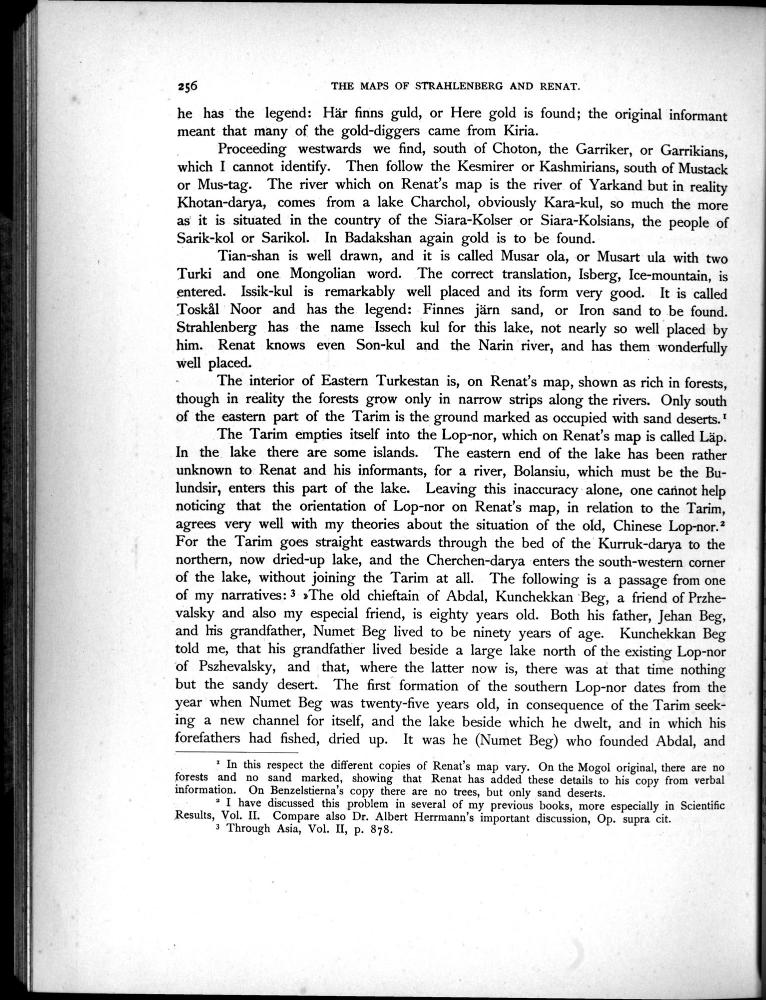 256 THE MAPS OF STRAHLENBERG AND RENAT.
he has the legend: Här finns guld, or Here gold is found; the original informant
meant that many of the gold-diggers came from Kiria.
Proceeding westwards we find, south of Choton, the Garriker, or Garrikians,
which I cannot identify. Then follow the Kesmirer or Kashmirians, south of Mustack
or Mus-tag. The river which on Renat's map is the river of Yarkand but in reality
Khotan-darya, comes from a lake Charchol, obviously Kara-kul, so much the more
as it is situated in the country of the Siara-Kolser or Siara-Kolsians, the people of
Sarik-kol or Sarikol. In Badakshan again gold is to be found.
Tian-shan is well drawn, and it is called Musar ola, or Musart ula with two
Turki and one Mongolian word. The correct translation, Isberg, Ice-mountain, is
entered. Issik-kul is remarkably well placed and its form very good. It is called
Toskål Noor and has the legend: Finnes järn sand, or Iron sand to be found.
Strahlenberg has the name Issech kul for this lake, not nearly so well placed by
him. Renat knows even Son-kul and the Narin river, and has them wonderfully
well placed.
The interior of Eastern Turkestan is, on Renat's map, shown as rich in forests,
though in reality the forests grow only in narrow strips along the rivers. Only south
of the eastern part of the Tarim is the ground marked as occupied with sand deserts.¹
The Tarim empties itself into the Lop-nor, which on Renat's map is called Läp.
In the lake there are some islands. The eastern end of the lake has been rather
unknown to Renat and his informants, for a river, Bolansiu, which must be the Bu-
lundsir, enters this part of the lake. Leaving this inaccuracy alone, one cannot help
noticing that the orientation of Lop-nor on Renat's map, in relation to the Tarim,
agrees very well with my theories about the situation of the old, Chinese Lop-nor.²
For the Tarim goes straight eastwards through the bed of the Kurruk-darya to the
northern, now dried-up lake, and the Cherchen-darya enters the south-western corner
of the lake, without joining the Tarim at all. The following is a passage from one
of my narratives: ³ »The old chieftain of Abdal, Kunchekkan Beg, a friend of Przhe-
valsky and also my especial friend, is eighty years old. Both his father, Jehan Beg,
and his grandfather, Numet Beg lived to be ninety years of age. Kunchekkan Beg
told me, that his grandfather lived beside a large lake north of the existing Lop-nor
of Pszhevalsky, and that, where the latter now is, there was at that time nothing
but the sandy desert. The first formation of the southern Lop-nor dates from the
year when Numet Beg was twenty-five years old, in consequence of the Tarim seek-
ing a new channel for itself, and the lake beside which he dwelt, and in which his
forefathers had fished, dried up. It was he (Numet Beg) who founded Abdal, and
¹ In this respect the different copies of Renat's map vary. On the Mogol original, there are no
forests and no sand marked, showing that Renat has added these details to his copy from verbal
information. On Benzelstierna's copy there are no trees, but only sand deserts.
² I have discussed this problem in several of my previous books, more especially in Scientific
Results, Vol. II. Compare also Dr. Albert Herrmann's important discussion, Op. supra cit.
³ Through Asia, Vol. II, p. 878.